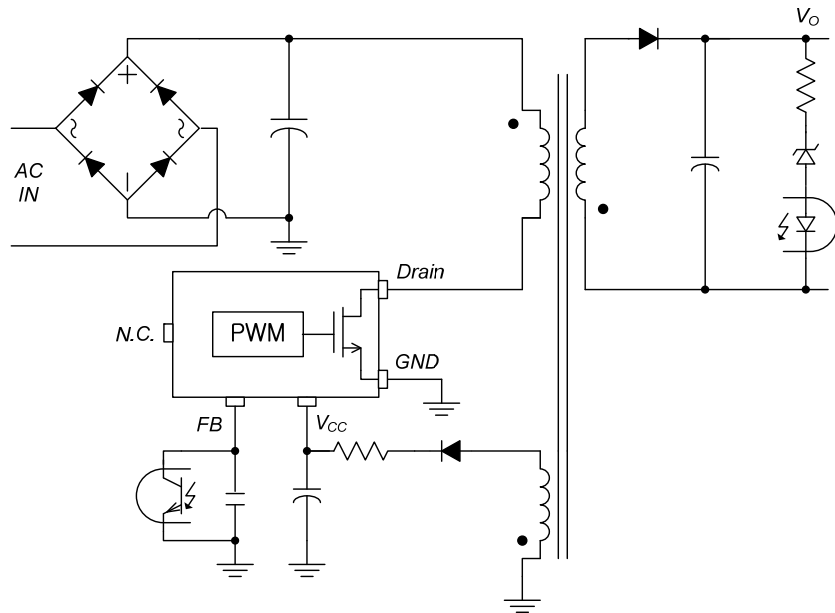 V_O
AC
IN
Drain
N.C.
PWM
GND
FB
V_CC